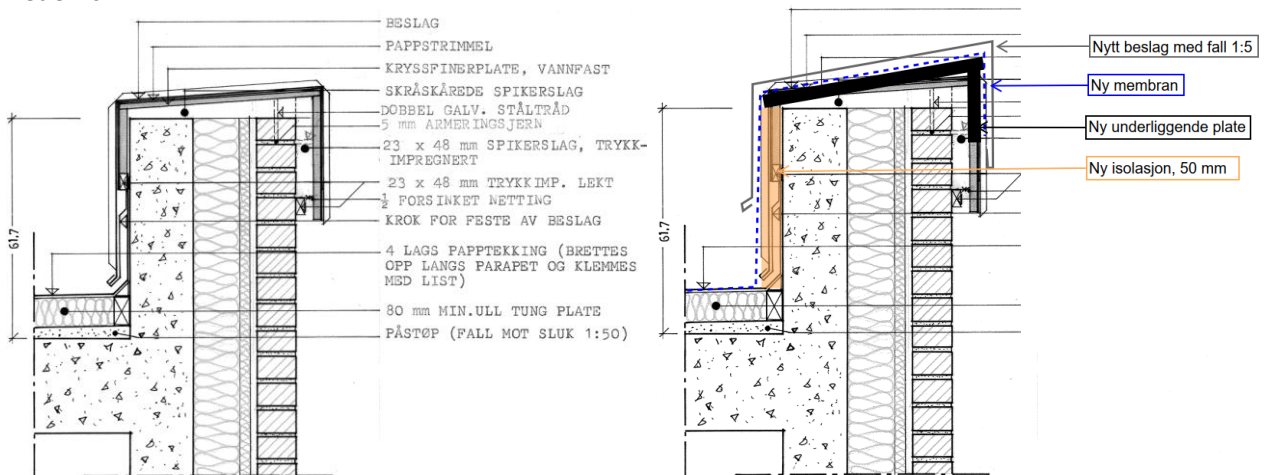 BESLAG
PAPPSTRIMMEL
KRYSSFINERPLATE, VANNFAST
SKRÅSKÅREDE SPIKERSLAG
DOBBEL GALV. STÅLTRÅD
5 mm ARMERINGSJERN
23 x 48 mm SPIKERSLAG, TRYKK-
IMPREGNERT
23 x 48 mm TRYKKIMP. LEKT
½ FORSINKET NETTING
KROK FOR FESTE AV BESLAG
4 LAGS PAPPTEKKING (BRETTES
OPP LANGS PARAPET OG KLEMMES
MED LIST)
80 mm MIN.ULL TUNG PLATE
PÅSTØP (FALL MOT SLUK 1:50)
61.7
Nytt beslag med fall 1:5
Ny membran
Ny underliggende plate
Ny isolasjon, 50 mm
61.7